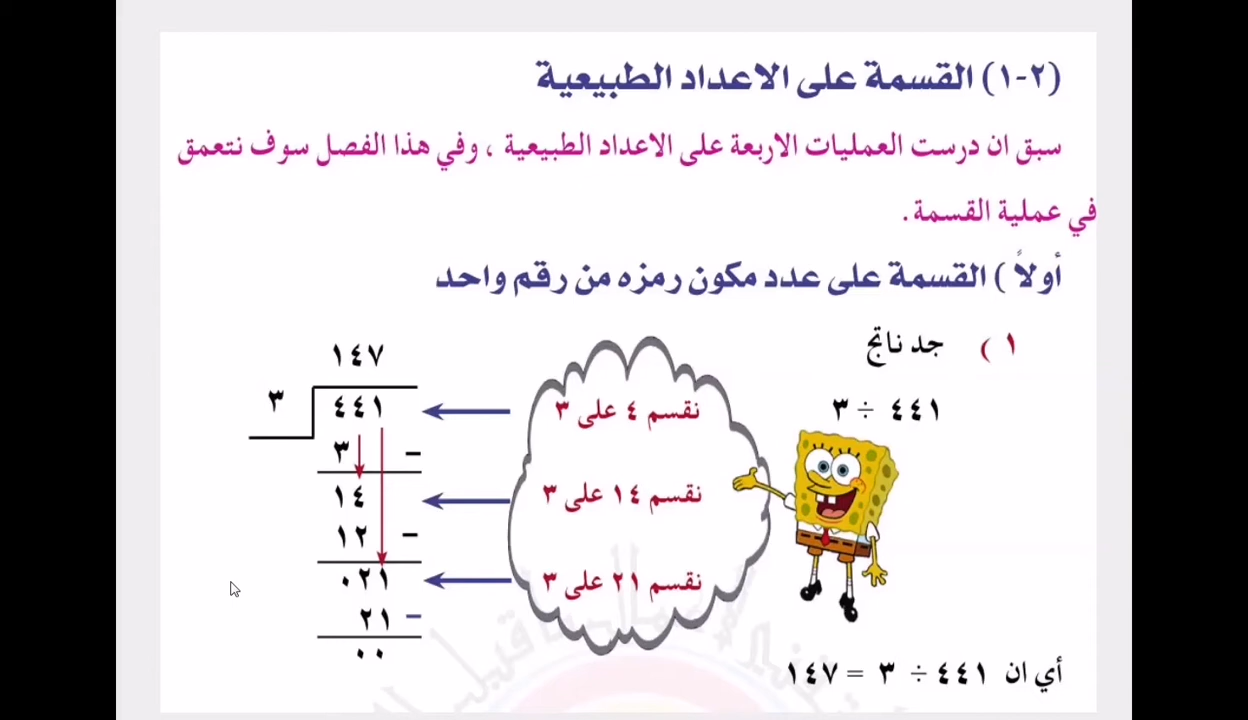 (٢-١) القسمة على الاعداد الطبيعية
سبق ان درست العمليات الاربعة على الاعداد الطبيعية ، وفي هذا الفصل سوف نتعمق
في عملية القسمة .
أولاً ) القسمة على عدد مكون رمزه من رقم واحد
١ ) جد ناتج
٤٤١ ÷ ٣
نقسم ٤ على ٣
نقسم ١٤ على ٣
نقسم ٢١ على ٣
١٤٧
٣
٤٤١
٣ -
١٤
١٢ -
٠٢١
٢١ -
٠٠
أي ان ٤٤١ ÷ ٣ = ١٤٧